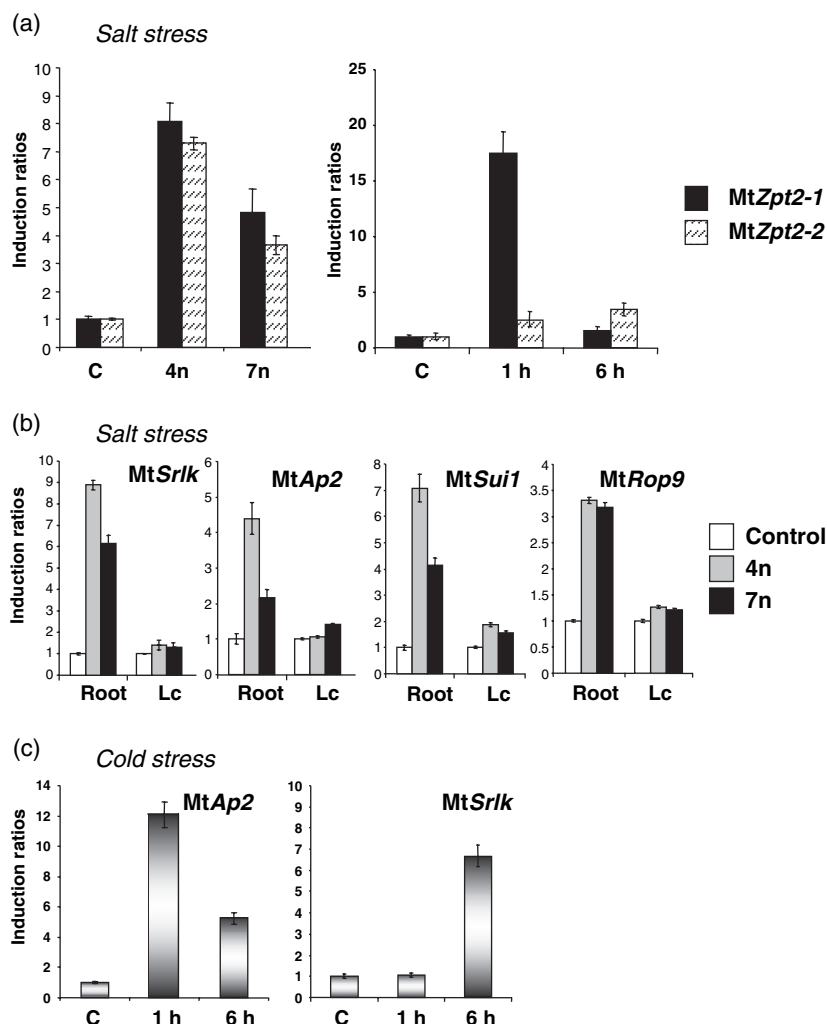 (a)
Salt stress
Induction ratios
10
9
8
7
6
5
4
3
2
1
0
C 4n 7n
Induction ratios
25
20
15
10
5
0
C 1 h 6 h
MtZpt2-1
MtZpt2-2
(b)
Salt stress
Induction ratios
MtSrlk
10
9
8
7
6
5
4
3
2
1
0
Root Lc
MtAp2
6
5
4
3
2
1
0
Root Lc
MtSui1
8
7
6
5
4
3
2
1
0
Root Lc
MtRop9
4
3.5
3
2.5
2
1.5
1
0.5
0
Root Lc
Control
4n
7n
(c)
Cold stress
Induction ratios
MtAp2
14
12
10
8
6
4
2
0
C 1 h 6 h
MtSrlk
10
9
8
7
6
5
4
3
2
1
0
C 1 h 6 h